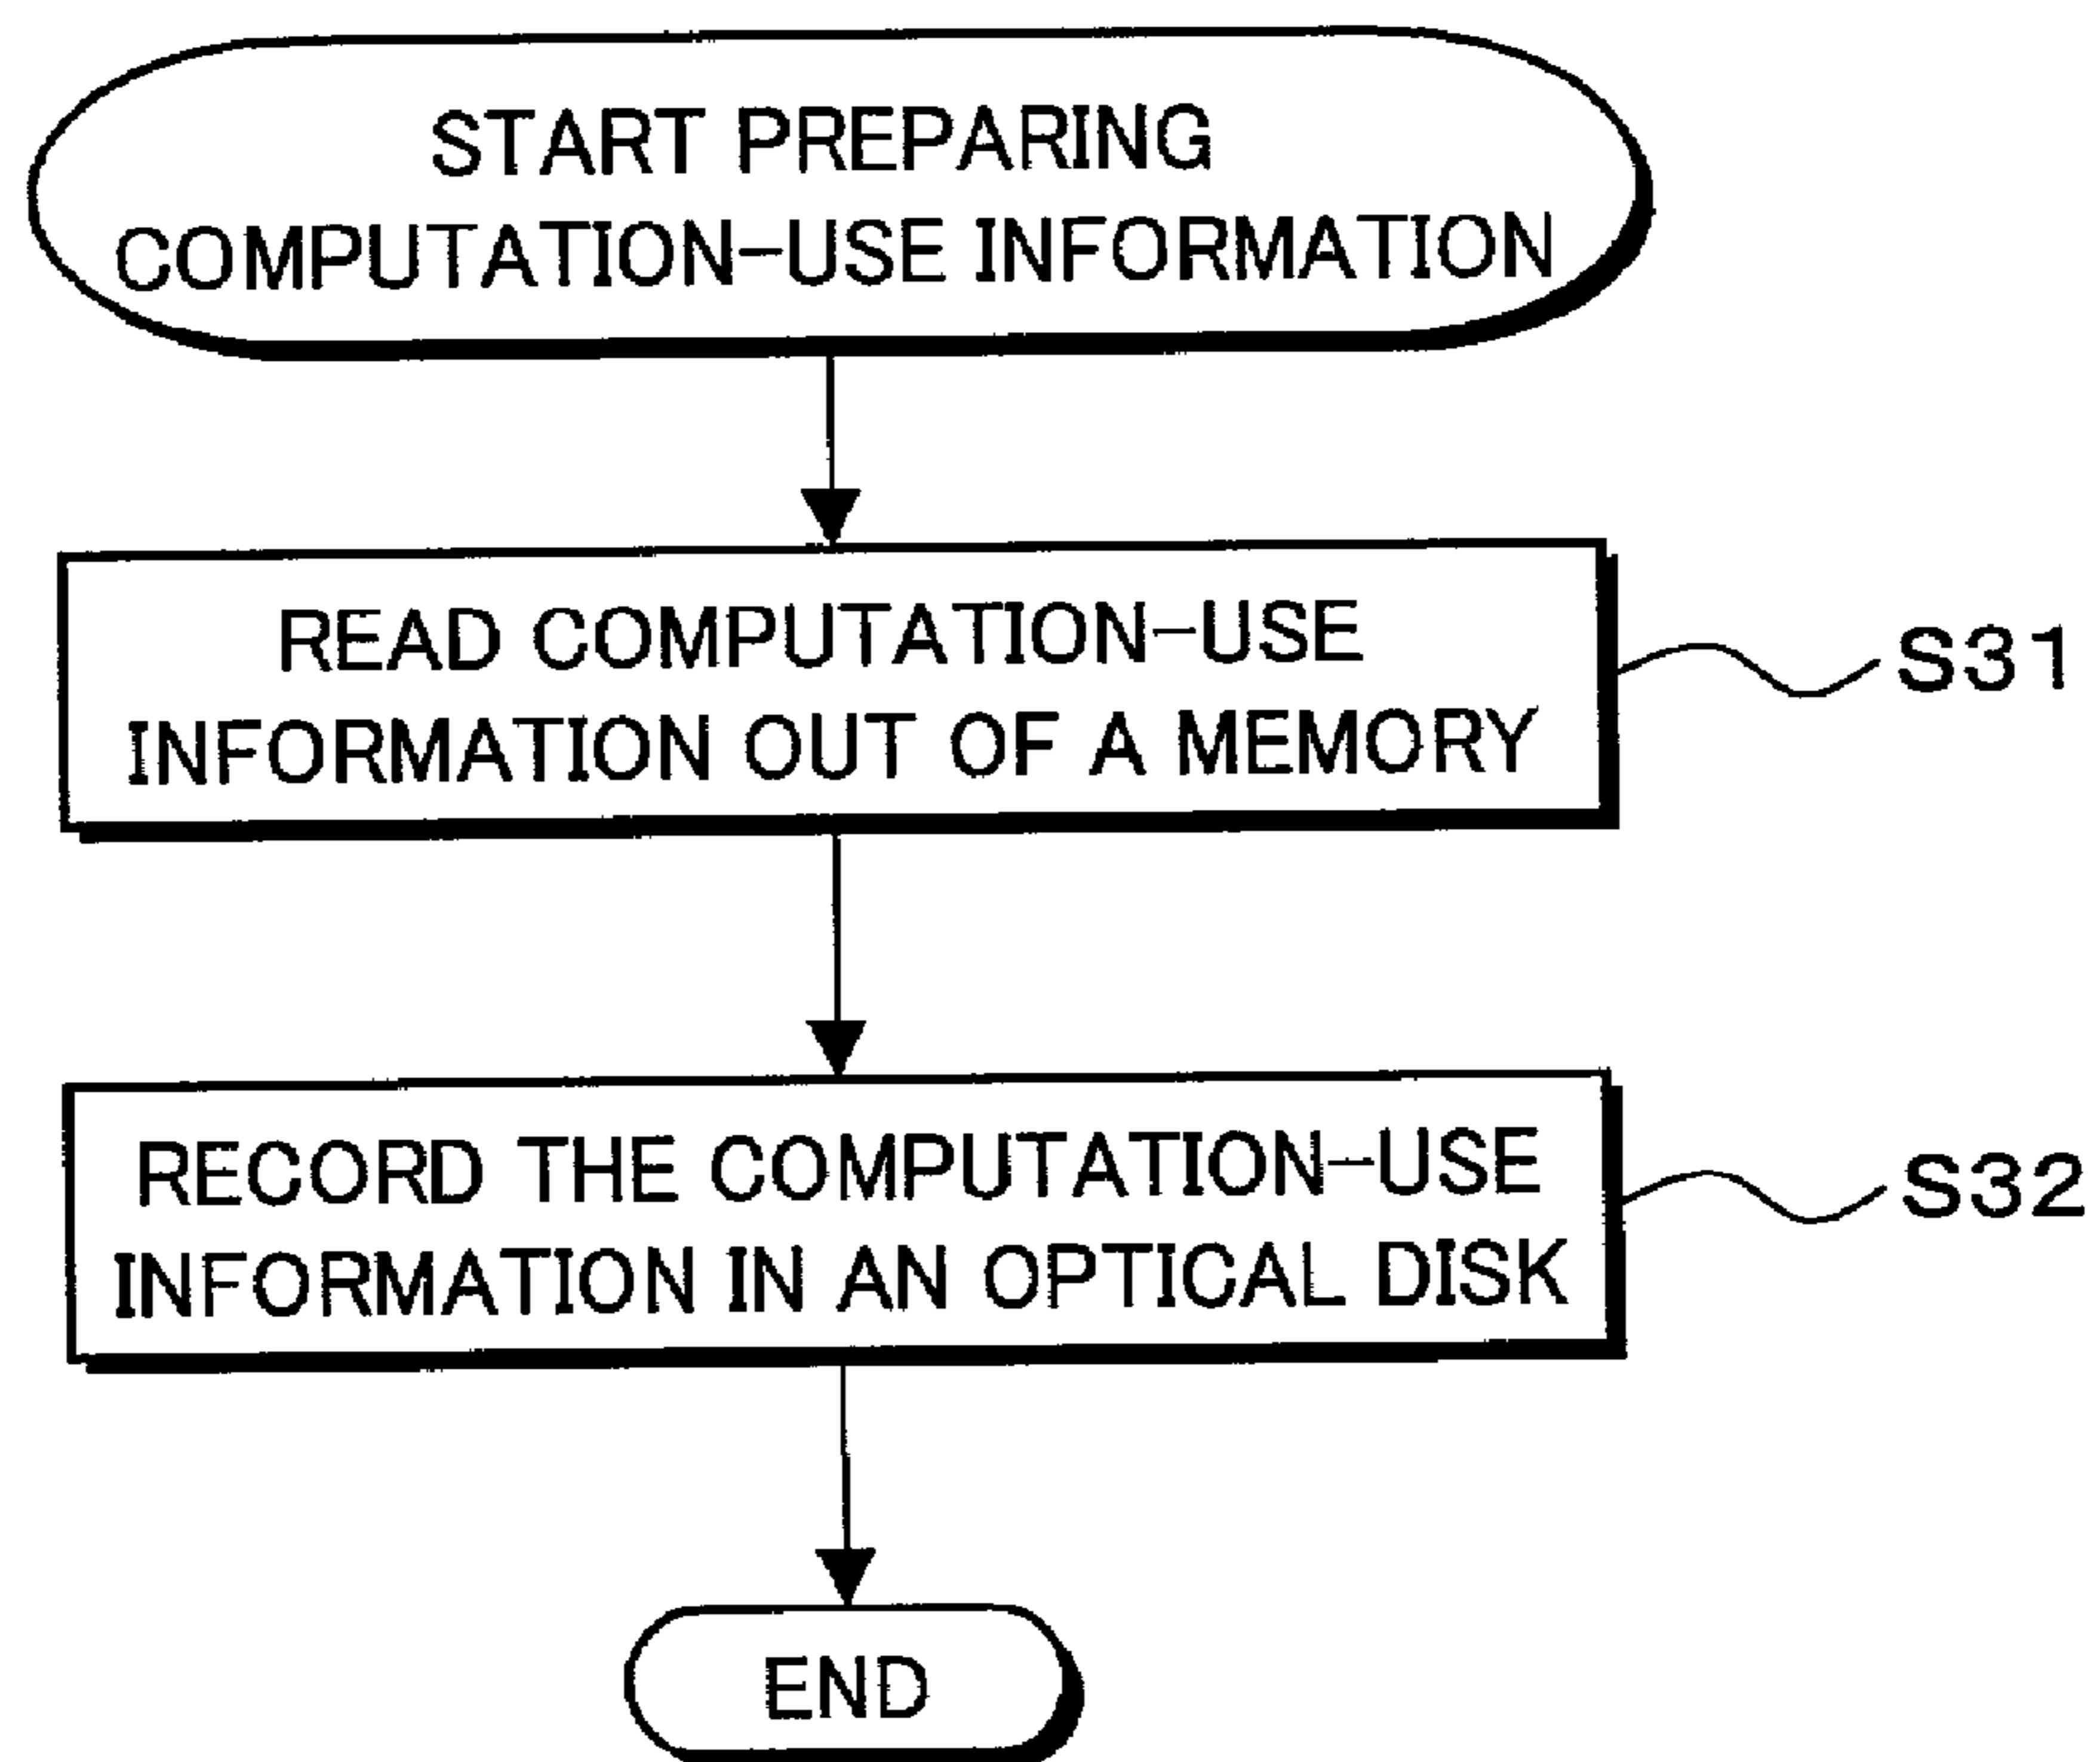 START PREPARING
COMPUTATION-USE INFORMATION
READ COMPUTATION-USE
INFORMATION OUT OF A MEMORY
S31
RECORD THE COMPUTATION-USE
INFORMATION IN AN OPTICAL DISK
S32
END